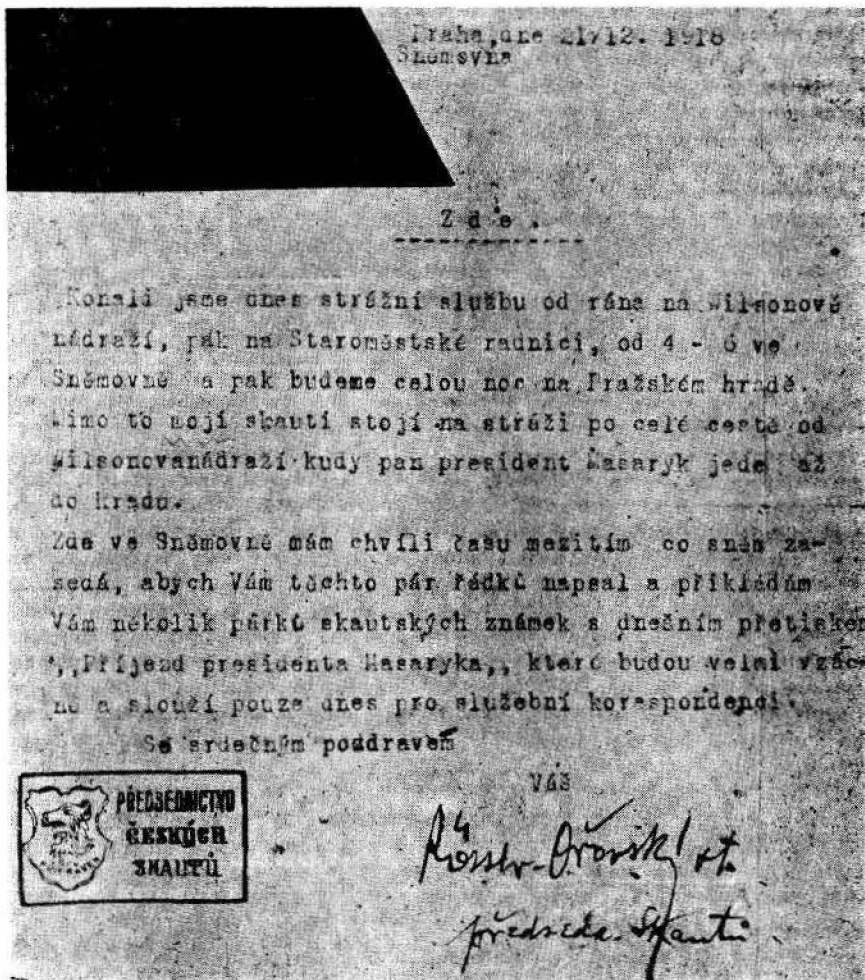 Praha,dne 21/12. 1918
Sněmovna
Zde.
Konali jsme dnes strážní službu od rána na Wilsonově
nádraží, pak na Staroměstské radnici, od 4 - 6 ve
Sněmovně a pak budeme celou noc na Pražském hradě.
Mimo to mojí skauti stojí na stráži po celé cestě od
Wilsonovanádraží kudy pan president Masaryk jede až
do hradu.
Zde ve Sněmovně mám chvíli času mezitím co sněm za-
sedá, abych Vám těchto pár řádků napsal a přikládám
Vám několik párků skautských známek s dnešním přetiskem
,,Příjezd presidenta Masaryka,, které budou velmi vzác
né a slouží pouze dnes pro služební korespondenci.
Se srdečným pozdravem
Váš
PŘEDSEDNICTVO
ČESKÝCH
SKAUTŮ
Rössler-Ořovský st.
předseda Skautů